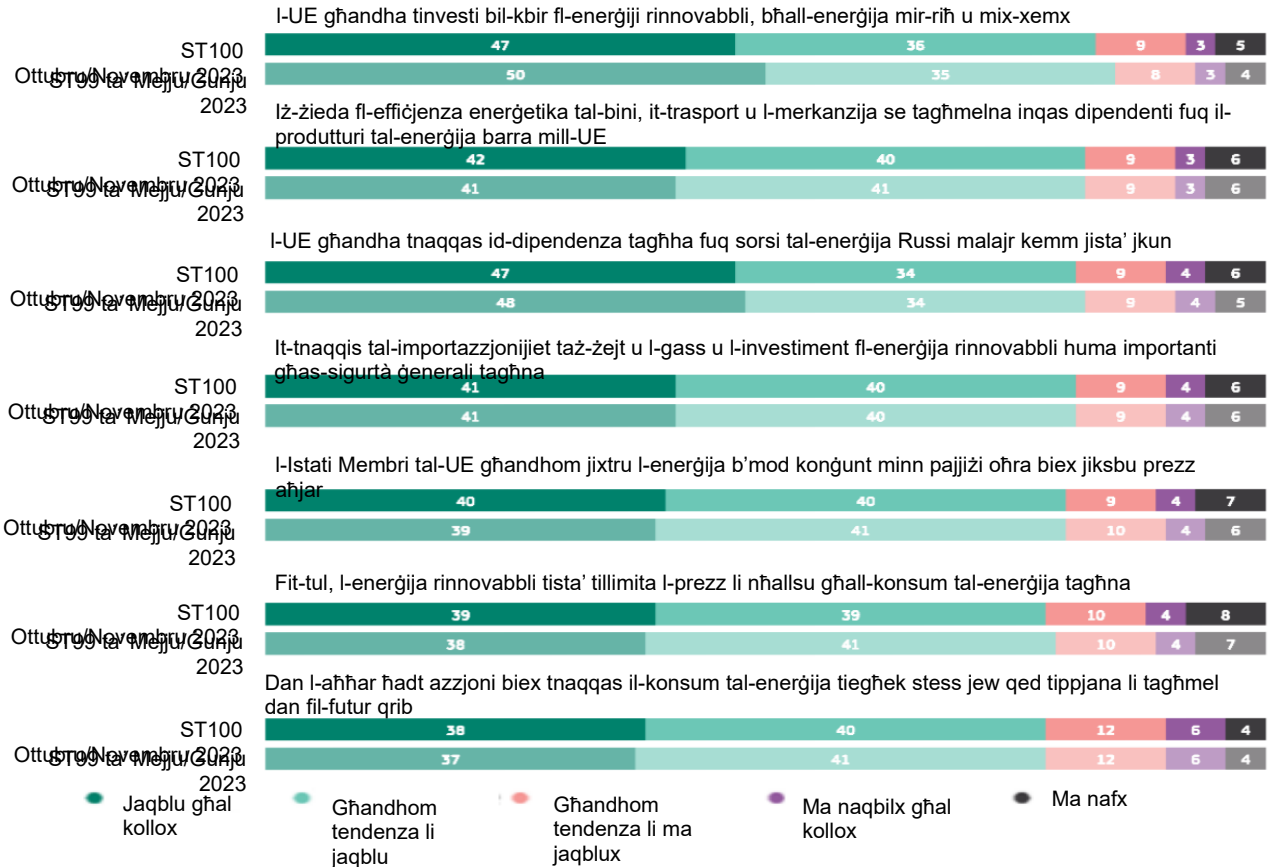 l-UE għandha tinvesti bil-kbir fl-enerġiji rinnovabbli, bħall-enerġija mir-riħ u mix-xemx
ST100
47 36 9 3 5
Ottubru/Novembru 2023
ST99 ta' Mejju/Ġunju
2023
50 35 8 3 4
Iż-żieda fl-effiċjenza enerġetika tal-bini, it-trasport u l-merkanzija se tagħmelna inqas dipendenti fuq il-
produtturi tal-enerġija barra mill-UE
ST100
42 40 9 3 6
Ottubru/Novembru 2023
ST99 ta' Mejju/Ġunju
2023
41 41 9 3 6
l-UE għandha tnaqqas id-dipendenza tagħha fuq sorsi tal-enerġija Russi malajr kemm jista' jkun
ST100
47 34 9 4 6
Ottubru/Novembru 2023
ST99 ta' Mejju/Ġunju
2023
48 34 9 4 5
It-tnaqqis tal-importazzjonijiet taż-żejt u l-gass u l-investiment fl-enerġija rinnovabbli huma importanti
għas-sigurtà ġenerali tagħna
ST100
41 40 9 4 6
Ottubru/Novembru 2023
ST99 ta' Mejju/Ġunju
2023
41 40 9 4 6
l-Istati Membri tal-UE għandhom jixtru l-enerġija b'mod konġunt minn pajjiżi oħra biex jiksbu prezz
aħjar
ST100
40 40 9 4 7
Ottubru/Novembru 2023
ST99 ta' Mejju/Ġunju
2023
39 41 10 4 6
Fit-tul, l-enerġija rinnovabbli tista' tillimita l-prezz li nħallsu għall-konsum tal-enerġija tagħna
ST100
39 39 10 4 8
Ottubru/Novembru 2023
ST99 ta' Mejju/Ġunju
2023
38 41 10 4 7
Dan l-aħħar ħadt azzjoni biex tnaqqas il-konsum tal-enerġija tiegħek stess jew qed tippjana li tagħmel
dan fil-futur qrib
ST100
38 40 12 6 4
Ottubru/Novembru 2023
ST99 ta' Mejju/Ġunju
2023
37 41 12 6 4
Jaqblu għal
kollox
Għandhom
tendenza li
jaqblu
Għandhom
tendenza li ma
jaqblux
Ma naqbilx għal
kollox
Ma nafx